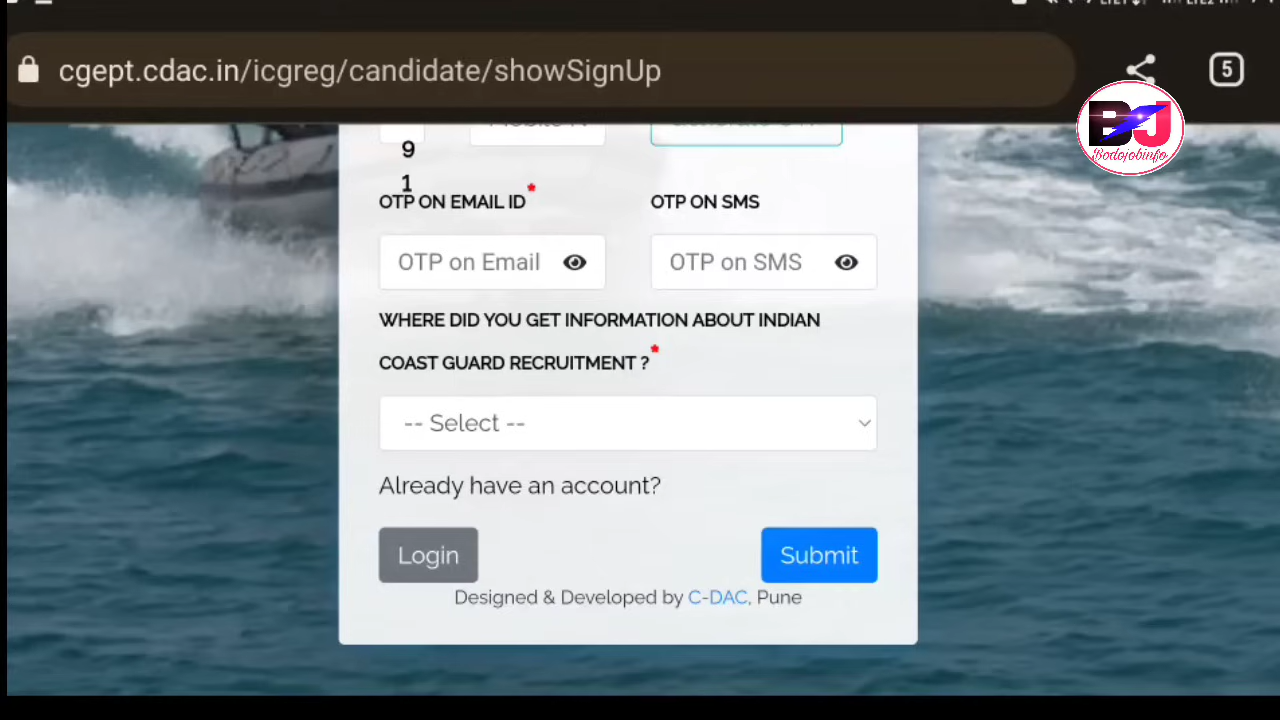 cgept.cdac.in/icgreg/candidate/showSignUp
5
BJ
Bodojobinfo
9
1
OTP ON EMAIL ID*
OTP ON SMS
OTP on Email
OTP on SMS
WHERE DID YOU GET INFORMATION ABOUT INDIAN
COAST GUARD RECRUITMENT ?*
-- Select --
Already have an account?
Login
Submit
Designed & Developed by C-DAC, Pune